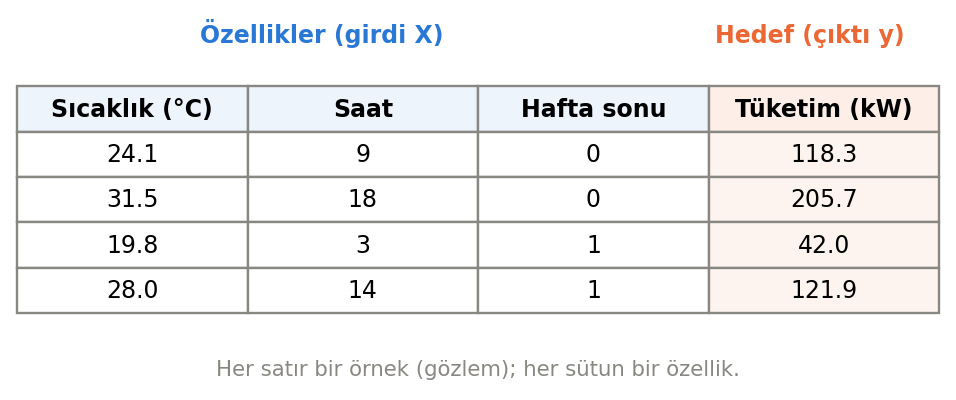 Özellikler (girdi X) Hedef (çıktı y)
Sıcaklık (°C) Saat Hafta sonu Tüketim (kW)
24.1 9 0 118.3
31.5 18 0 205.7
19.8 3 1 42.0
28.0 14 1 121.9
Her satır bir örnek (gözlem); her sütun bir özellik.